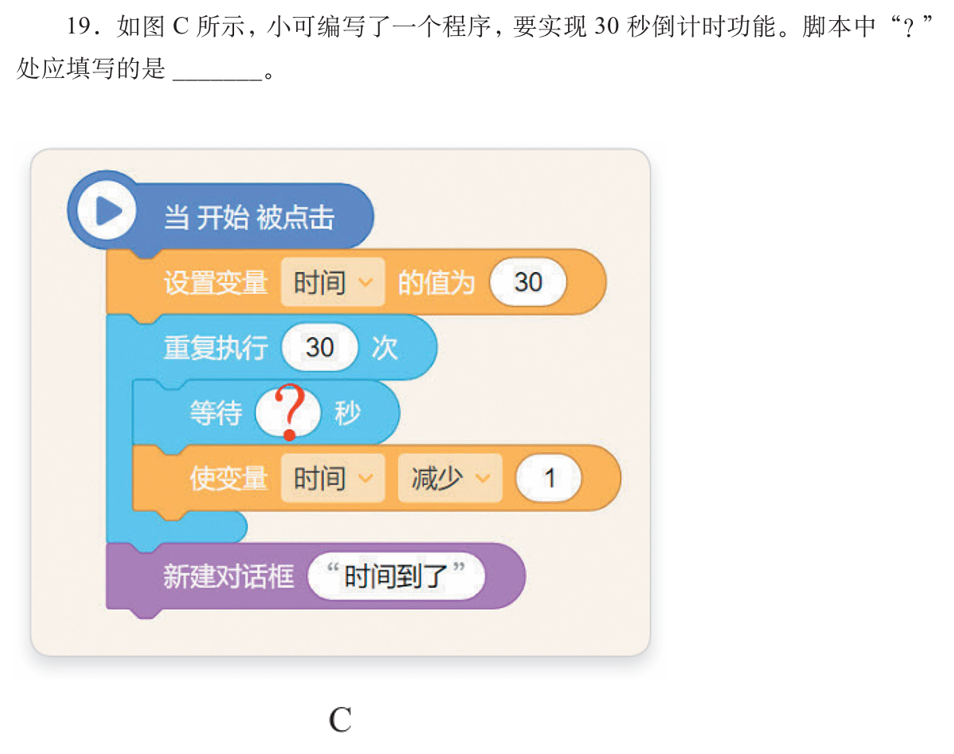 19. 如图 C 所示, 小可编写了一个程序, 要实现 30 秒倒计时功能。脚本中“?”
处应填写的是 _______。
当 开始 被点击
设置变量 时间 的值为 30
重复执行 30 次
等待 ? 秒
使变量 时间 减少 1
新建对话框 “时间到了”
C